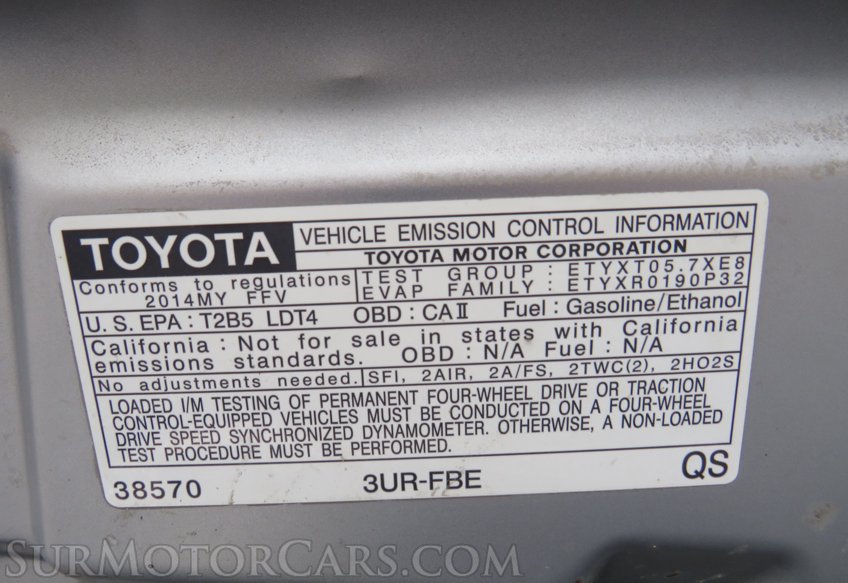 TOYOTA
VEHICLE EMISSION CONTROL INFORMATION
TOYOTA MOTOR CORPORATION
Conforms to regulations
2014MY FFV
TEST GROUP : ETYXT05.7XE8
EVAP FAMILY : ETYXR0190P32
U.S.EPA : T2B5 LDT4 OBD : CAⅡ Fuel : Gasoline/Ethanol
California : Not for sale in states with California
emissions standards. OBD : N/A Fuel : N/A
No adjustments needed. SFI, 2AIR, 2A/FS, 2TWC(2), 2HO2S
LOADED I/M TESTING OF PERMANENT FOUR-WHEEL DRIVE OR TRACTION
CONTROL-EQUIPPED VEHICLES MUST BE CONDUCTED ON A FOUR-WHEEL
DRIVE SPEED SYNCHRONIZED DYNAMOMETER. OTHERWISE, A NON-LOADED
TEST PROCEDURE MUST BE PERFORMED.
38570 3UR-FBE QS
SURMOTORCARS.COM